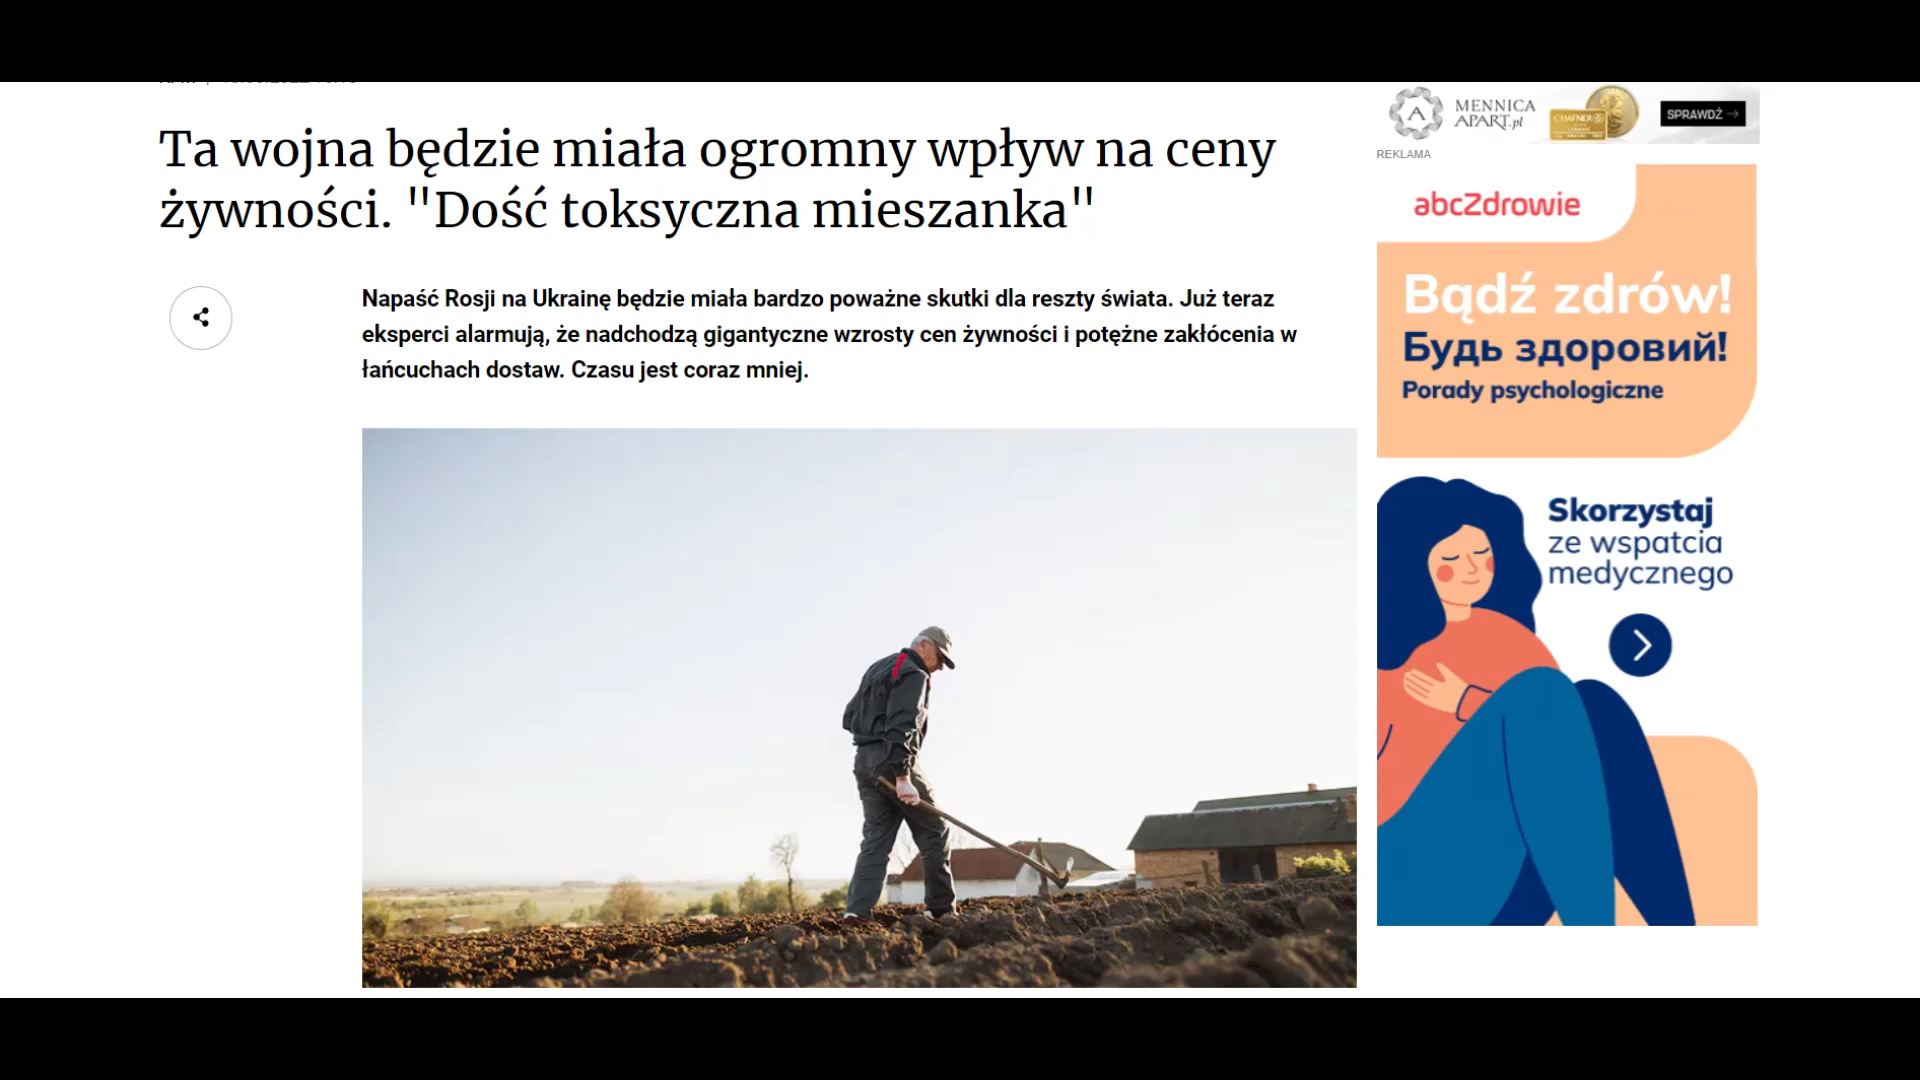 Ta wojna będzie miała ogromny wpływ na ceny
żywności. "Dość toksyczna mieszanka"
Napaść Rosji na Ukrainę będzie miała bardzo poważne skutki dla reszty świata. Już teraz
eksperci alarmują, że nadchodzą gigantyczne wzrosty cen żywności i potężne zakłócenia w
łańcuchach dostaw. Czasu jest coraz mniej.
MENNICA
APART.pl
CHAFNER
SPRAWDŹ →
REKLAMA
abcZdrowie
Bądź zdrów!
Будь здоровий!
Porady psychologiczne
Skorzystaj
ze wspatcia
medycznego